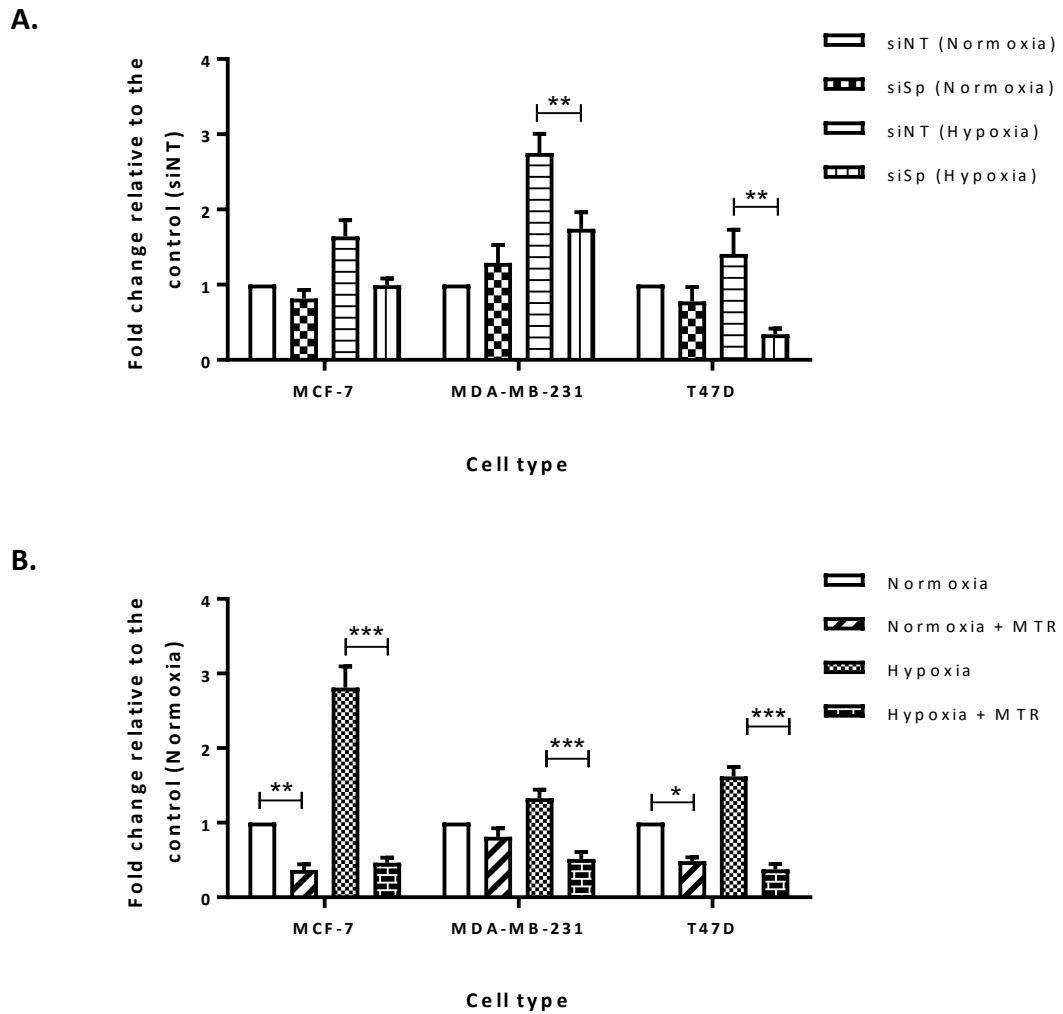 A.
siNT (Normoxia)
siSp (Normoxia)
siNT (Hypoxia)
siSp (Hypoxia)
Fold change relative to the
control (siNT)
4
3
2
1
0
**
**
MCF-7
MDA-MB-231
T47D
Cell type
B.
Normoxia
Normoxia + MTR
Hypoxia
Hypoxia + MTR
Fold change relative to the
control (Normoxia)
4
3
2
1
0
**
***
***
*
***
MCF-7
MDA-MB-231
T47D
Cell type